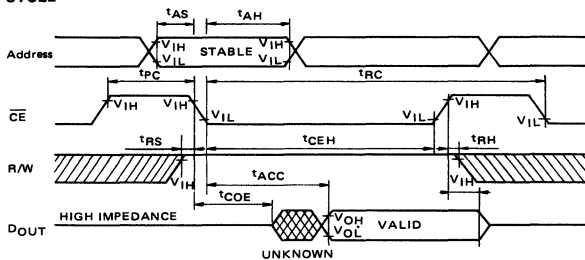 tAS tAH
Address VIH VIL STABLE VIH VIL
tPC tRC
CE VIH VIH VIL VIL VIH VIL
tRS tCEH tRH
R/W VIH VIH
tACC
tCOE
DOUT HIGH IMPEDANCE VOH VOL VALID
UNKNOWN